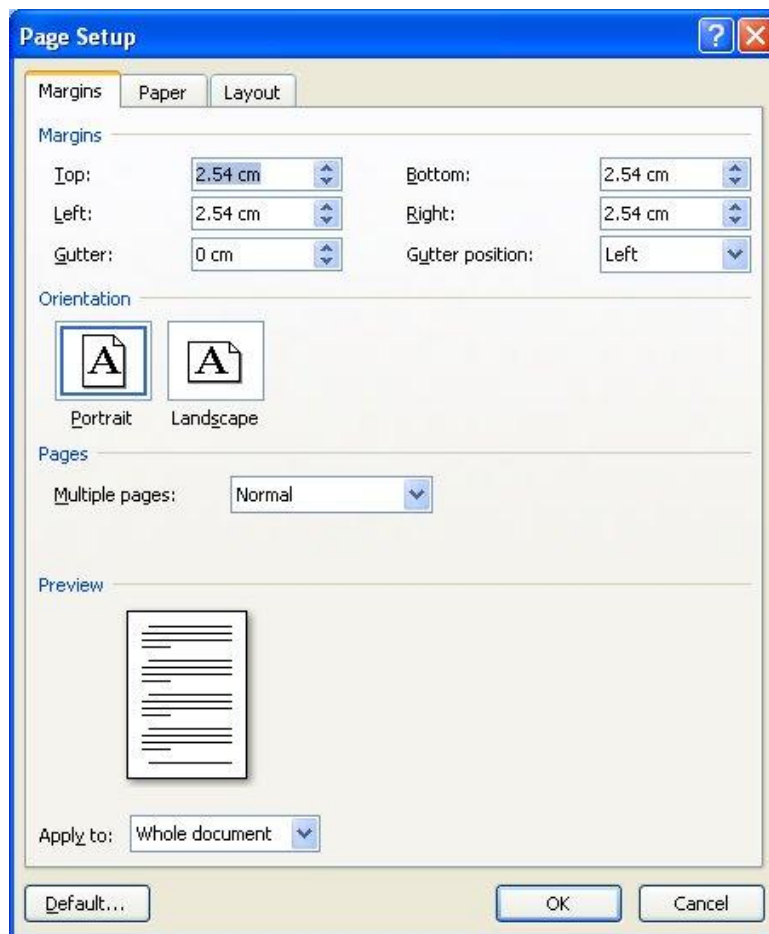 Page Setup ?
Margins Paper Layout
Margins
Top: 2.54 cm Bottom: 2.54 cm
Left: 2.54 cm Right: 2.54 cm
Gutter: 0 cm Gutter position: Left
Orientation
A A
Portrait Landscape
Pages
Multiple pages: Normal
Preview
Apply to: Whole document
Default... OK Cancel